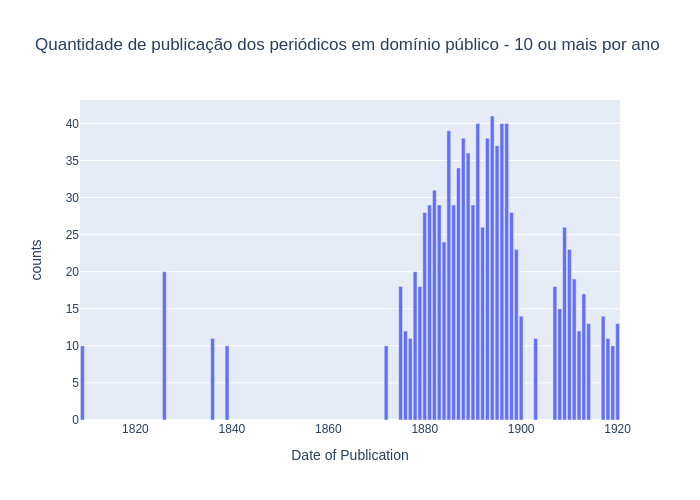 Quantidade de publicação dos periódicos em domínio público - 10 ou mais por ano
counts
40
35
30
25
20
15
10
5
0
1820 1840 1860 1880 1900 1920
Date of Publication